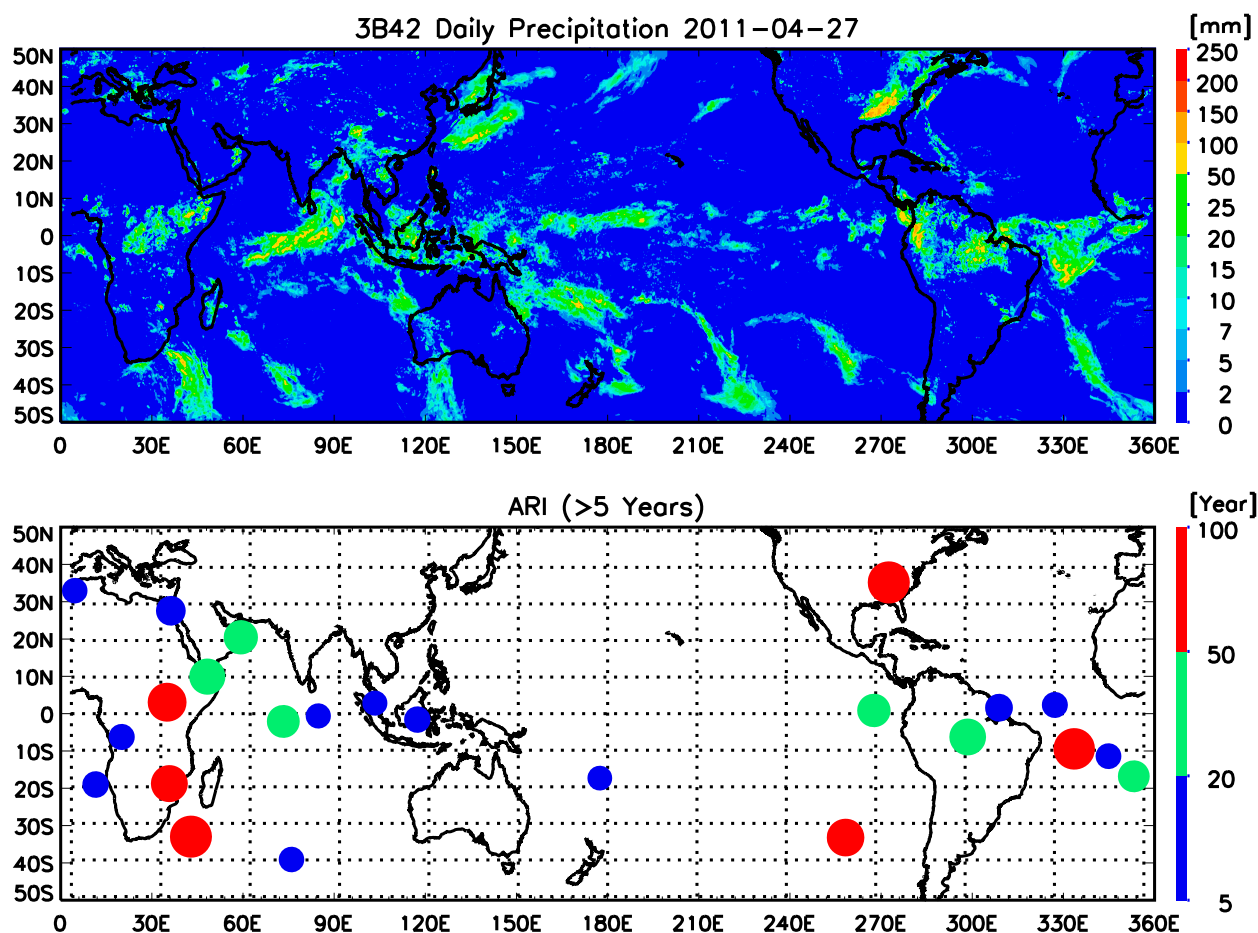 3B42 Daily Precipitation 2011-04-27
[mm]
50N
40N
30N
20N
10N
0
10S
20S
30S
40S
50S
0 30E 60E 90E 120E 150E 180E 210E 240E 270E 300E 330E 360E
250
200
150
100
50
25
20
15
10
7
5
2
0
ARI (>5 Years)
[Year]
50N
40N
30N
20N
10N
0
10S
20S
30S
40S
50S
0 30E 60E 90E 120E 150E 180E 210E 240E 270E 300E 330E 360E
100
50
20
5